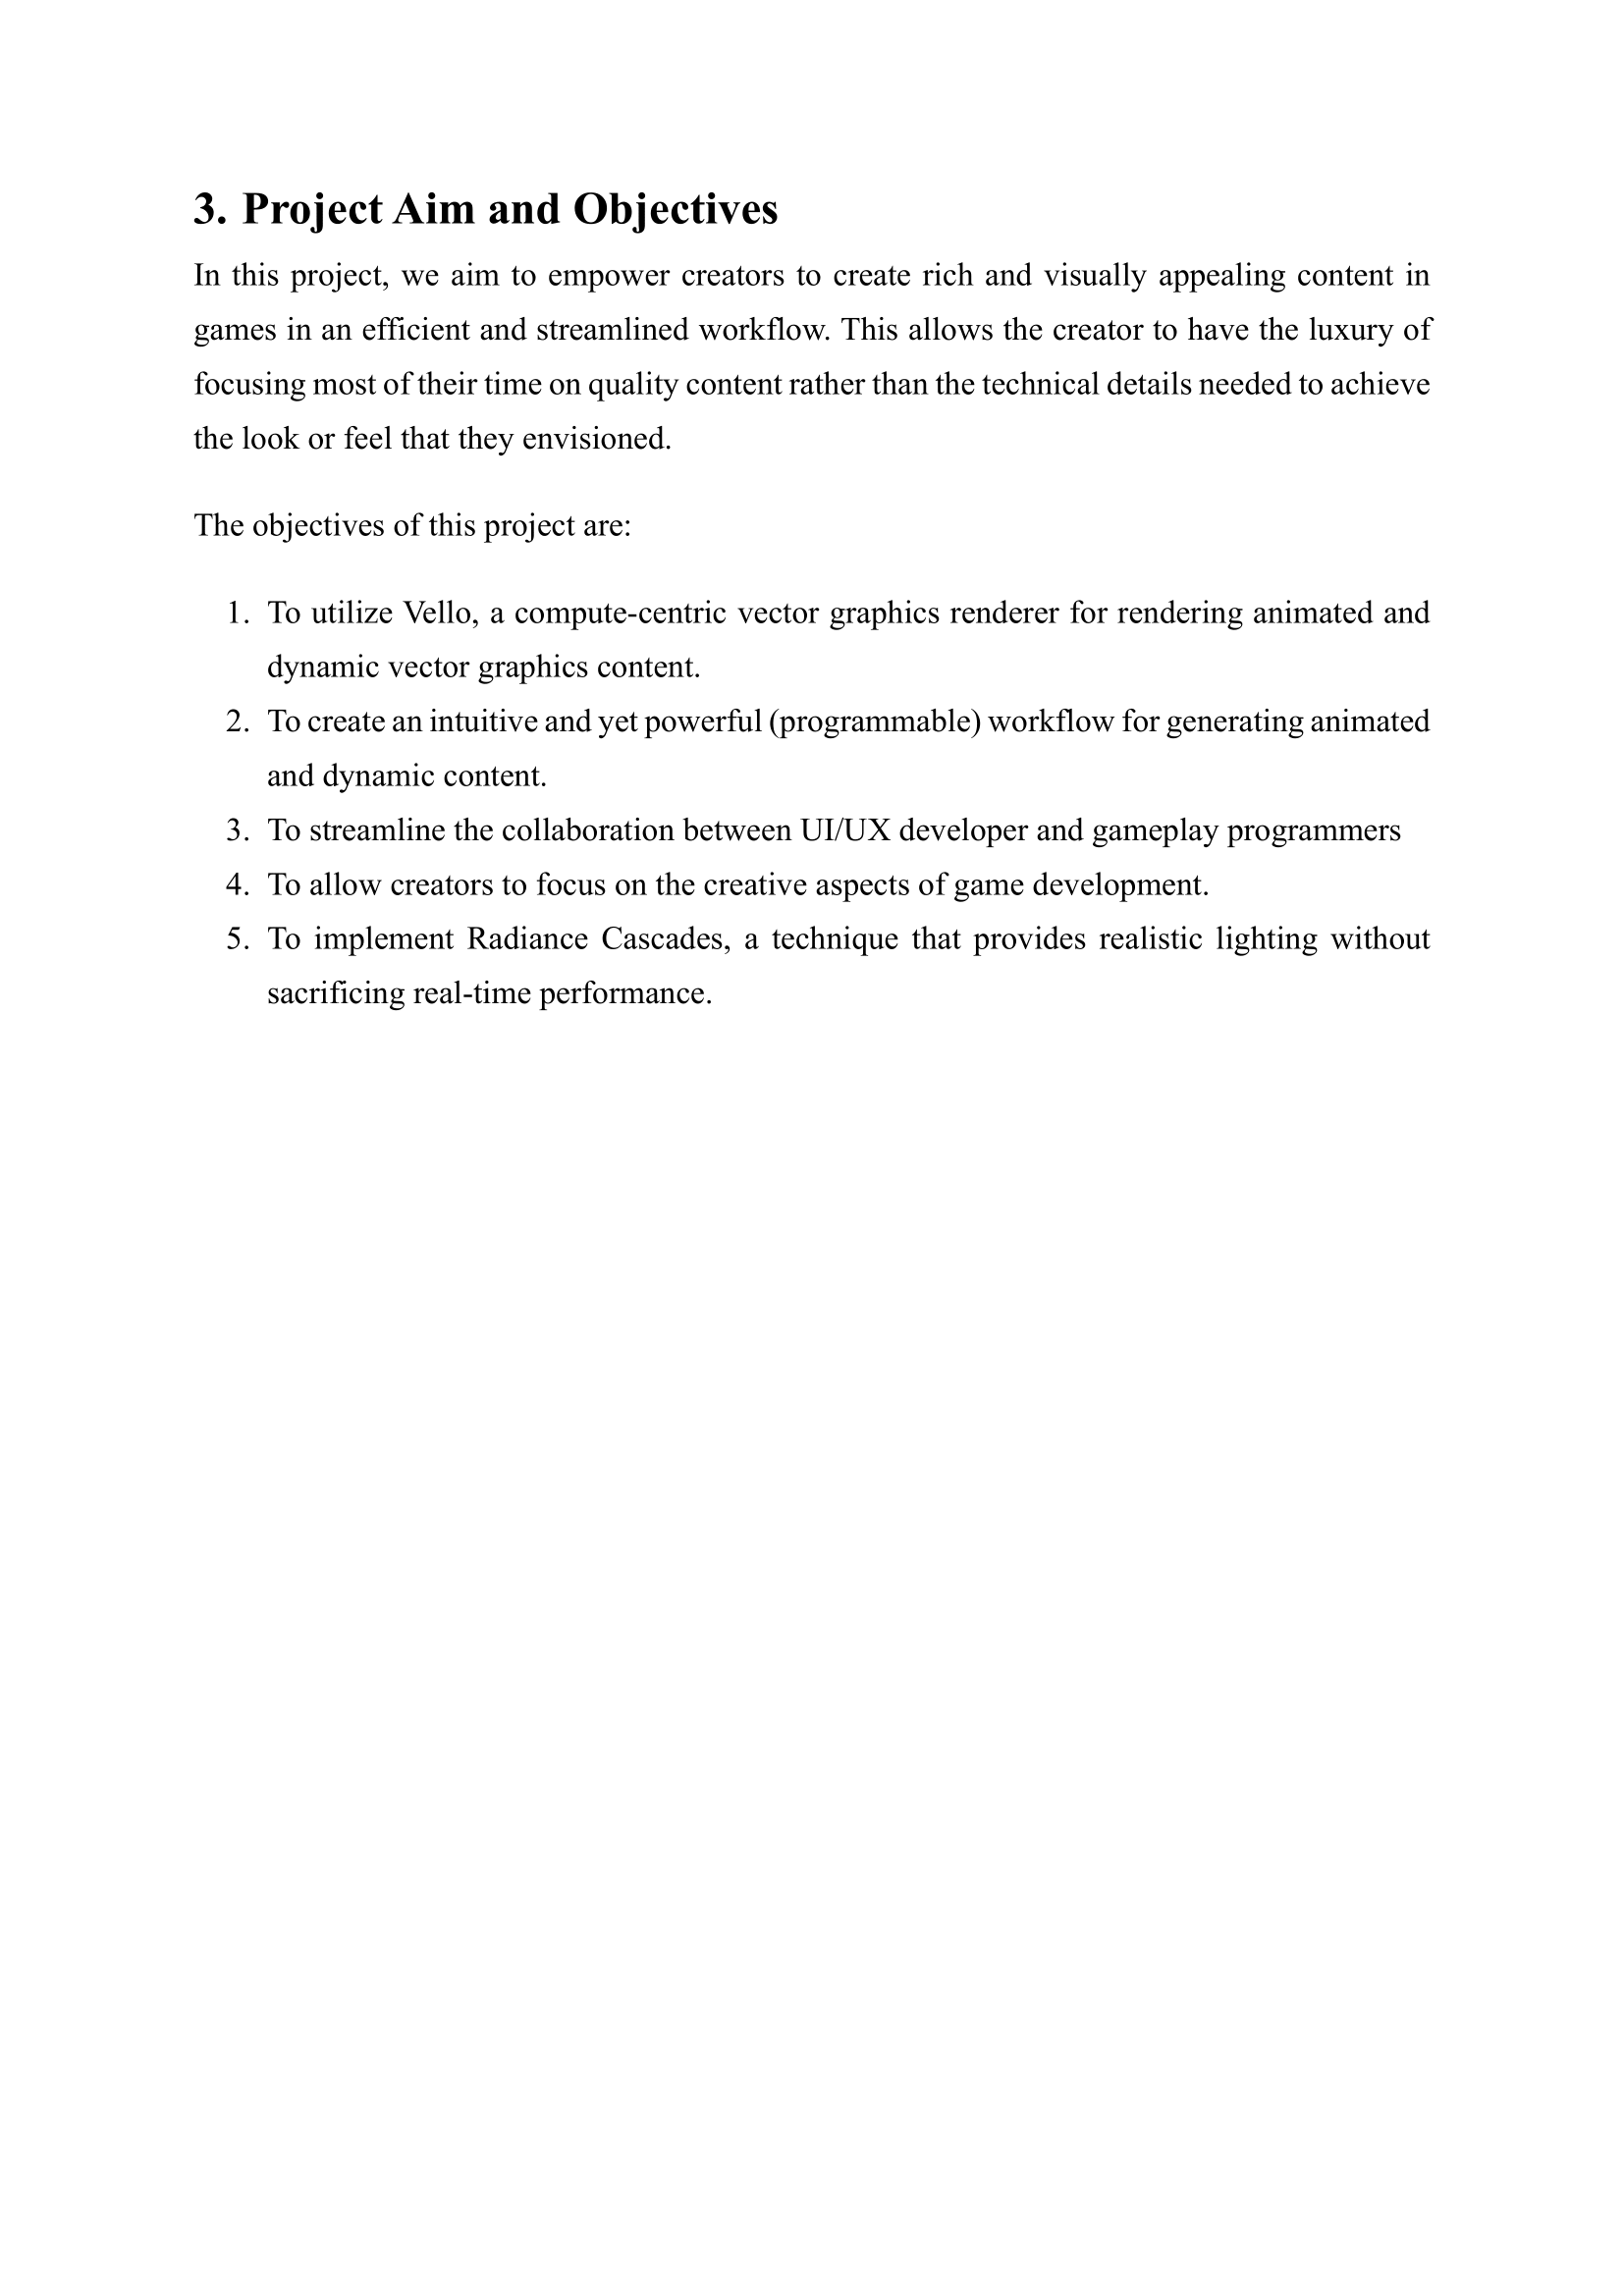 3. Project Aim and Objectives
In this project, we aim to empower creators to create rich and visually appealing content in
games in an efficient and streamlined workflow. This allows the creator to have the luxury of
focusing most of their time on quality content rather than the technical details needed to achieve
the look or feel that they envisioned.
The objectives of this project are:
1. To utilize Vello, a compute-centric vector graphics renderer for rendering animated and
dynamic vector graphics content.
2. To create an intuitive and yet powerful (programmable) workflow for generating animated
and dynamic content.
3. To streamline the collaboration between UI/UX developer and gameplay programmers
4. To allow creators to focus on the creative aspects of game development.
5. To implement Radiance Cascades, a technique that provides realistic lighting without
sacrificing real-time performance.